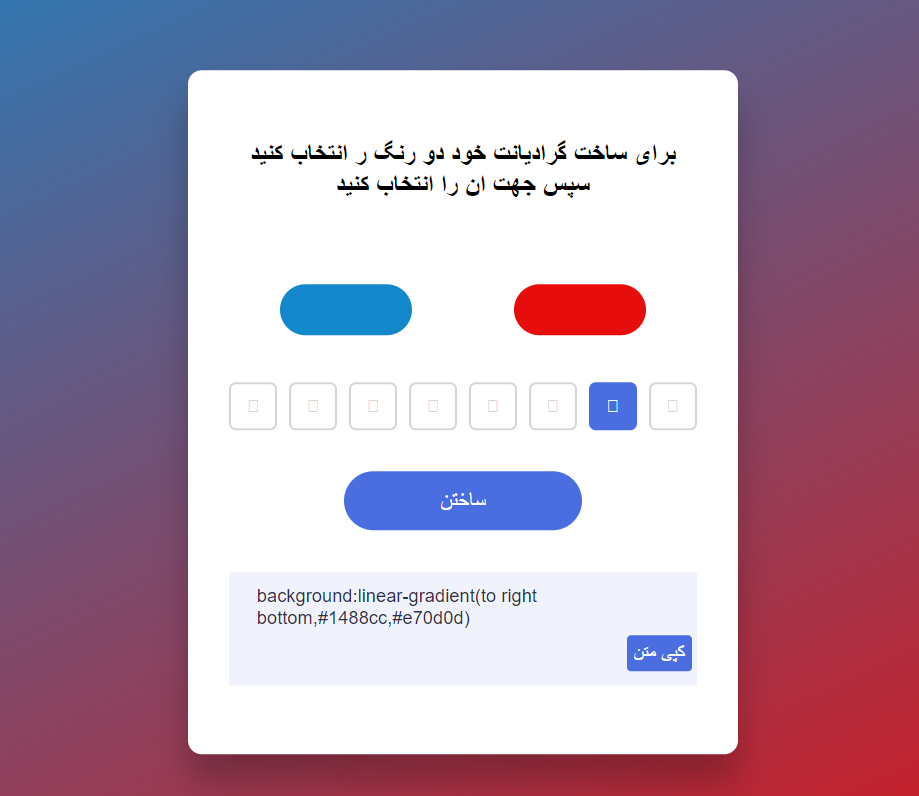 برای ساخت گرادیانت خود دو رنگ ر انتخاب کنید
سپس جهت ان را انتخاب کنید
ساختن
background:linear-gradient(to right
bottom,#1488cc,#e70d0d)
کپی متن